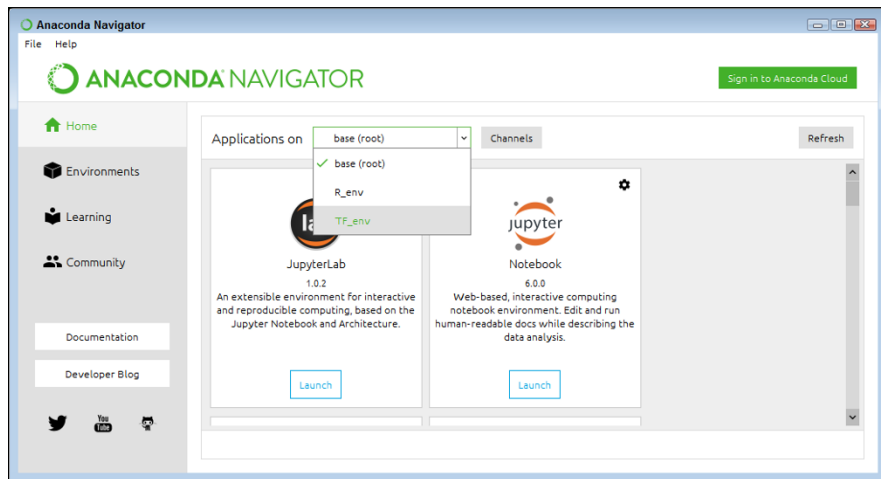 Anaconda Navigator
File Help
ANACONDA NAVIGATOR
Sign in to Anaconda Cloud
Home
Environments
Learning
Community
Documentation
Developer Blog
You
Tube
Applications on base (root) Channels Refresh
base (root)
R_env
TF_env
JupyterLab
1.0.2
An extensible environment for interactive
and reproducible computing, based on the
Jupyter Notebook and Architecture.
Launch
jupyter
Notebook
6.0.0
Web-based, interactive computing
notebook environment. Edit and run
human-readable docs while describing the
data analysis.
Launch